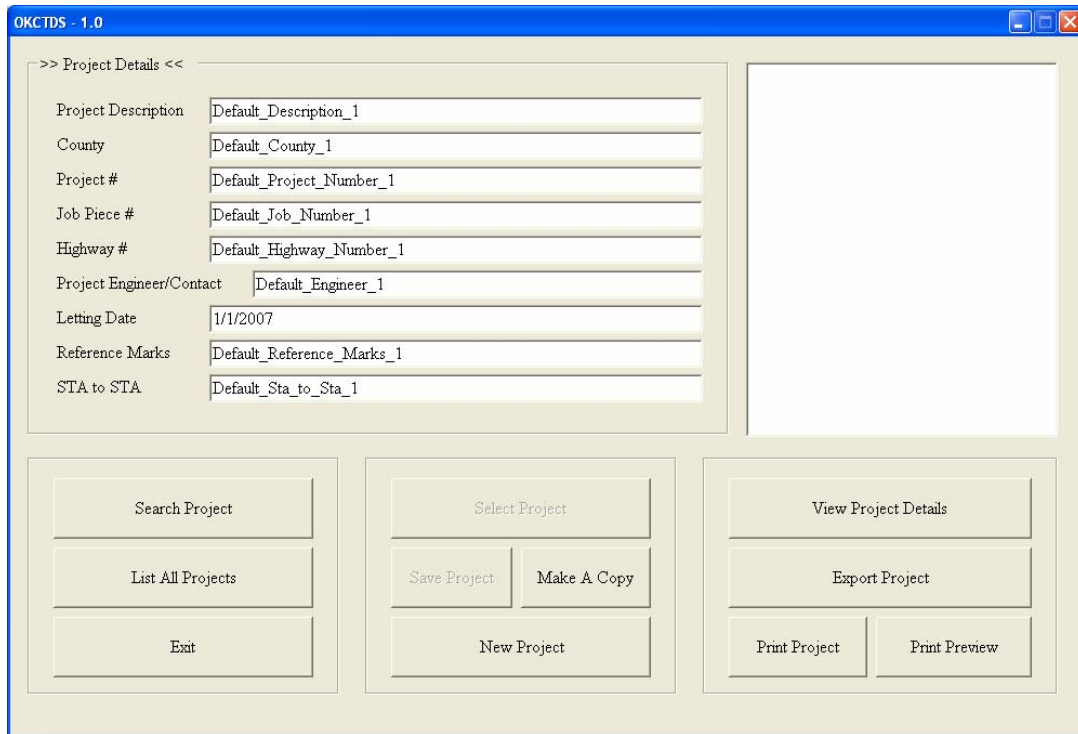 OKCTDS - 1.0
>> Project Details <<
Project Description Default_Description_1
County Default_County_1
Project # Default_Project_Number_1
Job Piece # Default_Job_Number_1
Highway # Default_Highway_Number_1
Project Engineer/Contact Default_Engineer_1
Letting Date 1/1/2007
Reference Marks Default_Reference_Marks_1
STA to STA Default_Sta_to_Sta_1
Search Project Select Project View Project Details
List All Projects Save Project Make A Copy Export Project
Exit New Project Print Project Print Preview